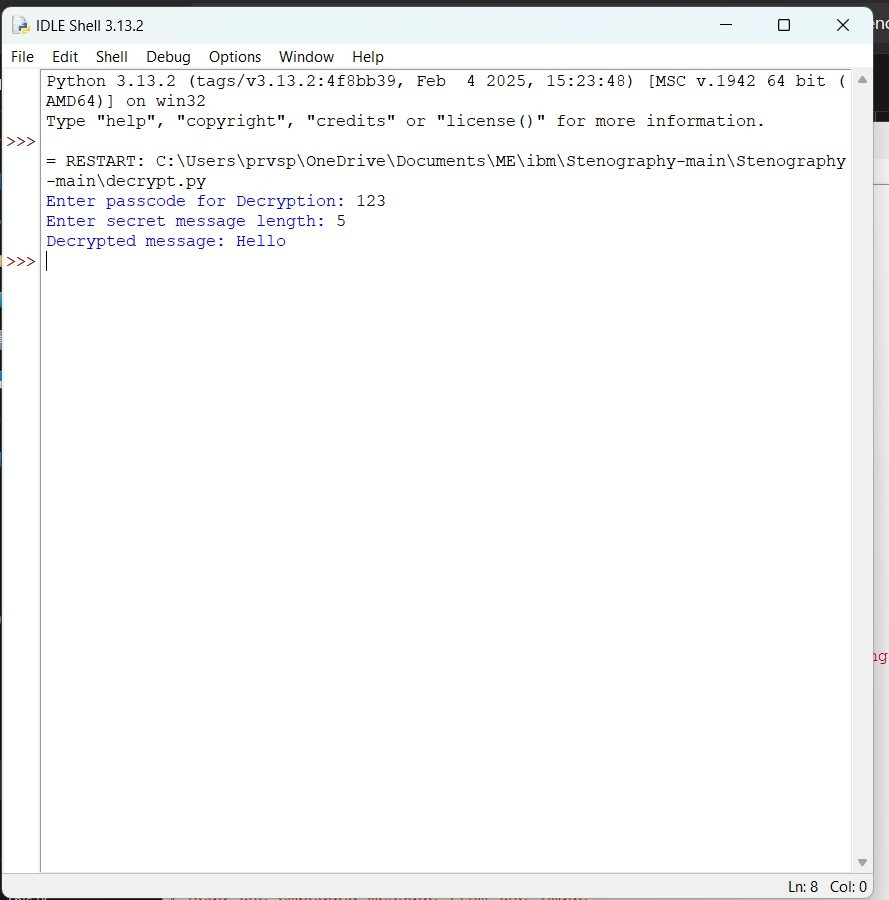 IDLE Shell 3.13.2
File Edit Shell Debug Options Window Help
Python 3.13.2 (tags/v3.13.2:4f8bb39, Feb  4 2025, 15:23:48) [MSC v.1942 64 bit (
AMD64)] on win32
Type "help", "copyright", "credits" or "license()" for more information.
>>>
= RESTART: C:\Users\prvsp\OneDrive\Documents\ME\ibm\Stenography-main\Stenography
-main\decrypt.py
Enter passcode for Decryption: 123
Enter secret message length: 5
Decrypted message: Hello
>>>
ng
Ln: 8 Col: 0